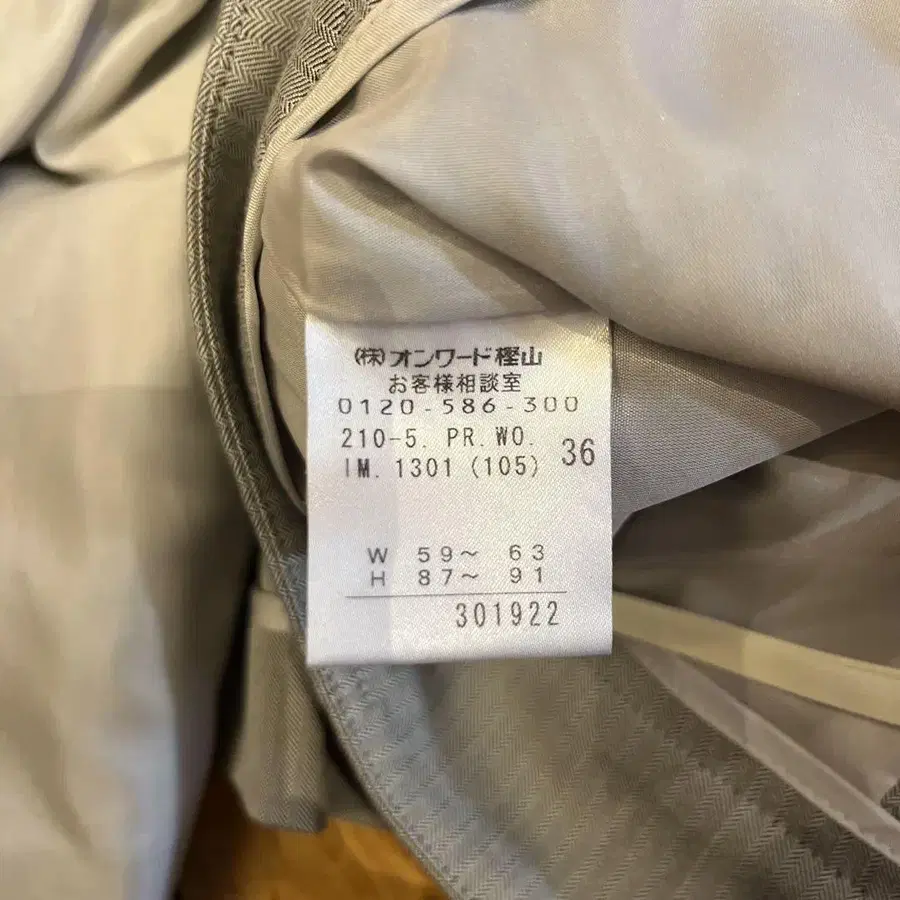 (株)オンワード樫山
お客様相談室
0120-586-300
210-5. PR. WO.
IM. 1301 (105) 36
W 59〜 63
H 87〜 91
301922